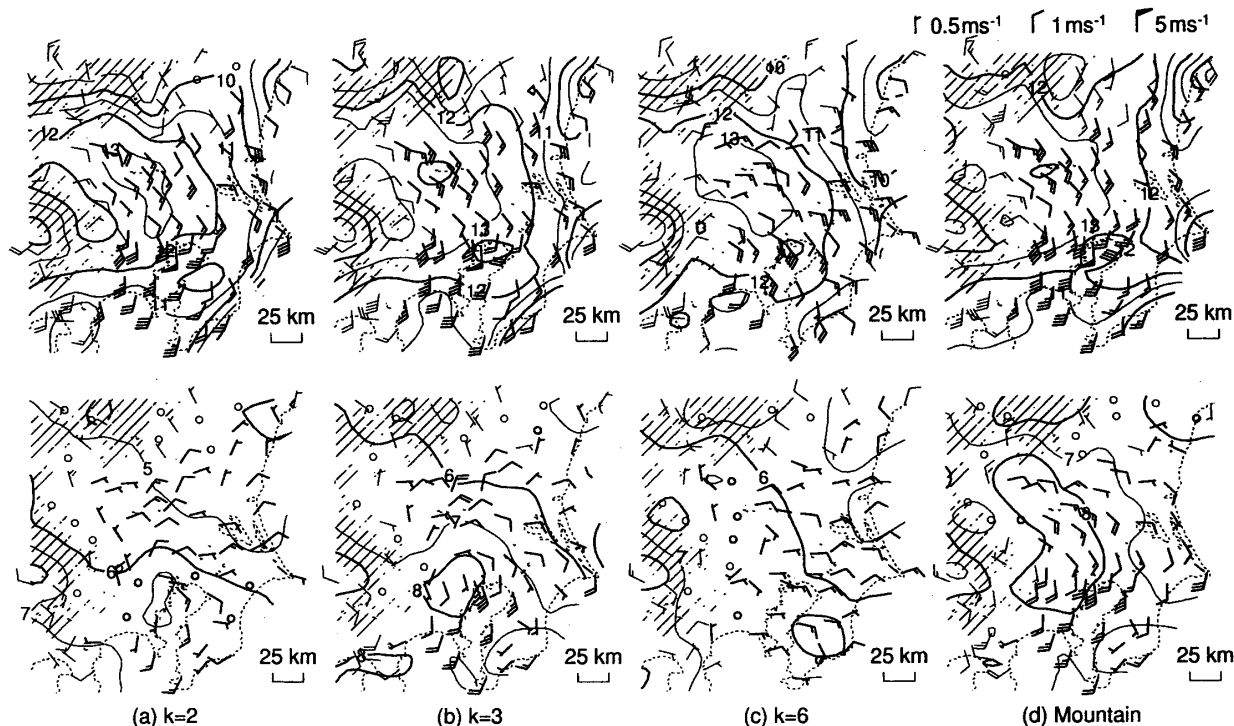 0.5ms⁻¹ 1ms⁻¹ 5ms⁻¹
10 12 13 11
12 13 12
10 12 13 11 10 12
12 12 13
25 km 25 km 25 km 25 km
5 6 7
6 7 8
6
7
25 km 25 km 25 km 25 km
(a) k=2 (b) k=3 (c) k=6 (d) Mountain